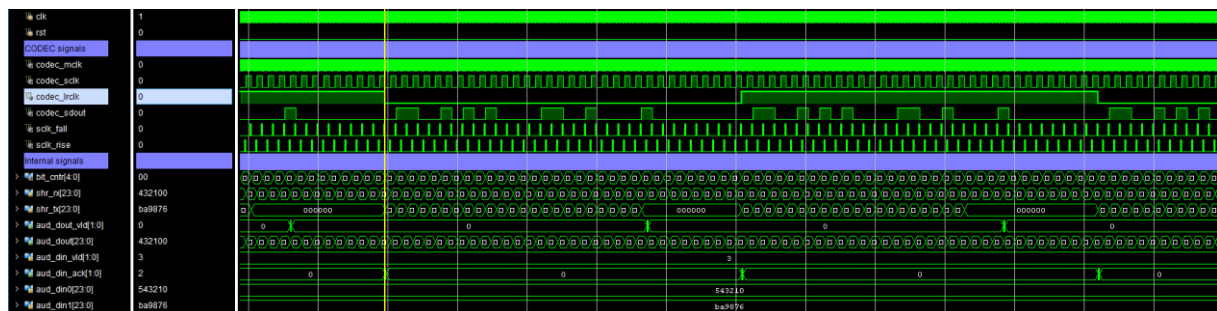 clk 1
rst 0
CODEC signals
codec_mclk 0
codec_sclk 0
codec_lrclk 0
codec_sdout 0
sclk_fall 0
sclk_rise 0
Internal signals
bit_cntr[4:0] 00
shr_rx[23:0] 432100
shr_tx[23:0] ba9876 000000 000000 000000
aud_dout_vld[1:0] 0 0 0 0 0
aud_dout[23:0] 432100
aud_din_vld[1:0] 3 3
aud_din_ack[1:0] 2 0 0 0 0
aud_din0[23:0] 543210 543210
aud_din1[23:0] ba9876 ba9876